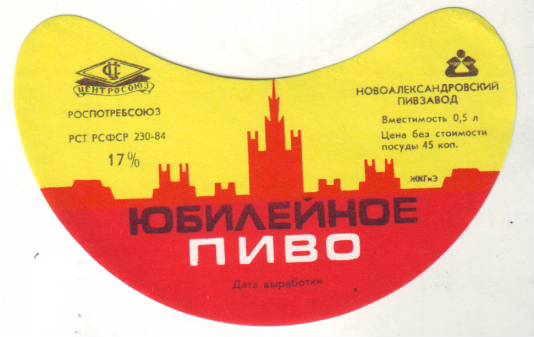 ЦЕНТРОСОЮЗ
РОСПОТРЕБСОЮЗ
РСТ РСФСР 230-84
17%
НОВОАЛЕКСАНДРОВСКИЙ
ПИВЗАВОД
Вместимость 0,5 л
Цена без стоимости
посуды 45 коп.
ЖКГиЭ
ЮБИЛЕЙНОЕ
ПИВО
Дата выработки